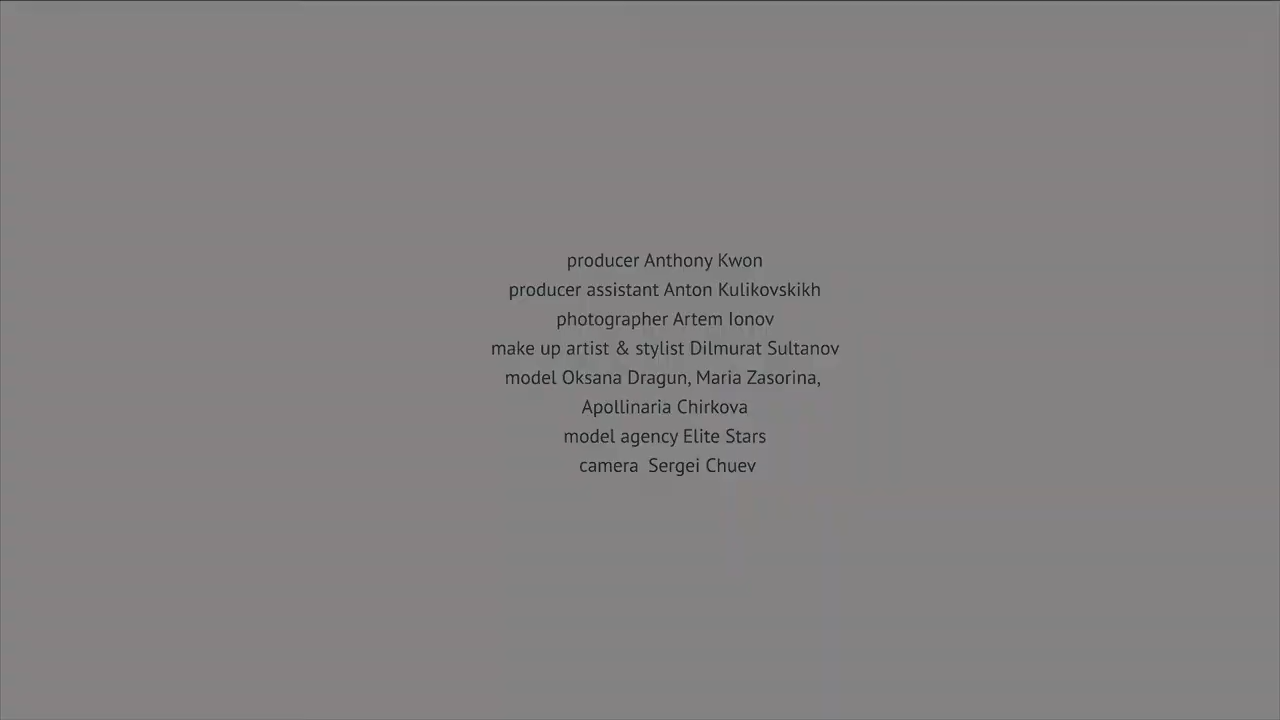 producer Anthony Kwon
producer assistant Anton Kulikovskikh
photographer Artem Ionov
make up artist & stylist Dilmurat Sultanov
model Oksana Dragun, Maria Zasorina,
Apollinaria Chirkova
model agency Elite Stars
camera  Sergei Chuev